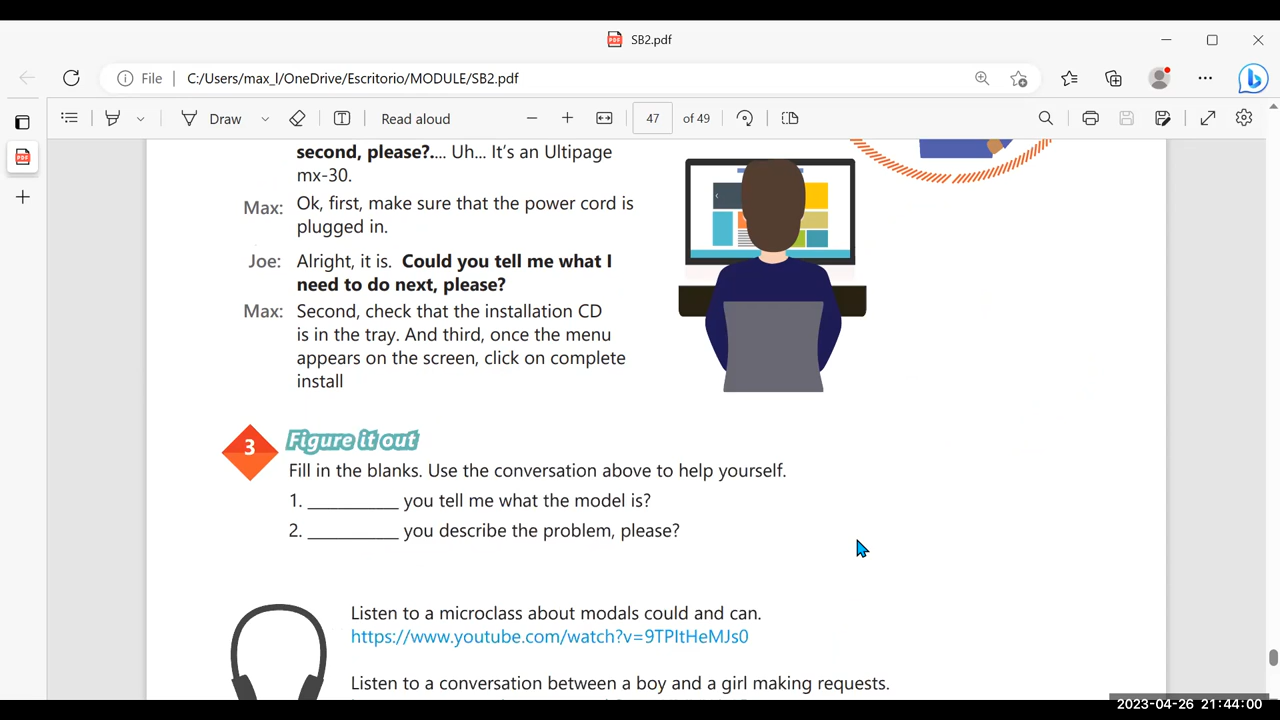 SB2.pdf
File C:/Users/max_l/OneDrive/Escritorio/MODULE/SB2.pdf
Draw Read aloud 47 of 49
second, please?.... Uh... It's an Ultipage
mx-30.
Max: Ok, first, make sure that the power cord is
plugged in.
Joe: Alright, it is. Could you tell me what I
need to do next, please?
Max: Second, check that the installation CD
is in the tray. And third, once the menu
appears on the screen, click on complete
install
3 Figure it out
Fill in the blanks. Use the conversation above to help yourself.
1. __________ you tell me what the model is?
2. __________ you describe the problem, please?
Listen to a microclass about modals could and can.
https://www.youtube.com/watch?v=9TPItHeMJs0
Listen to a conversation between a boy and a girl making requests.
2023-04-26 21:44:00